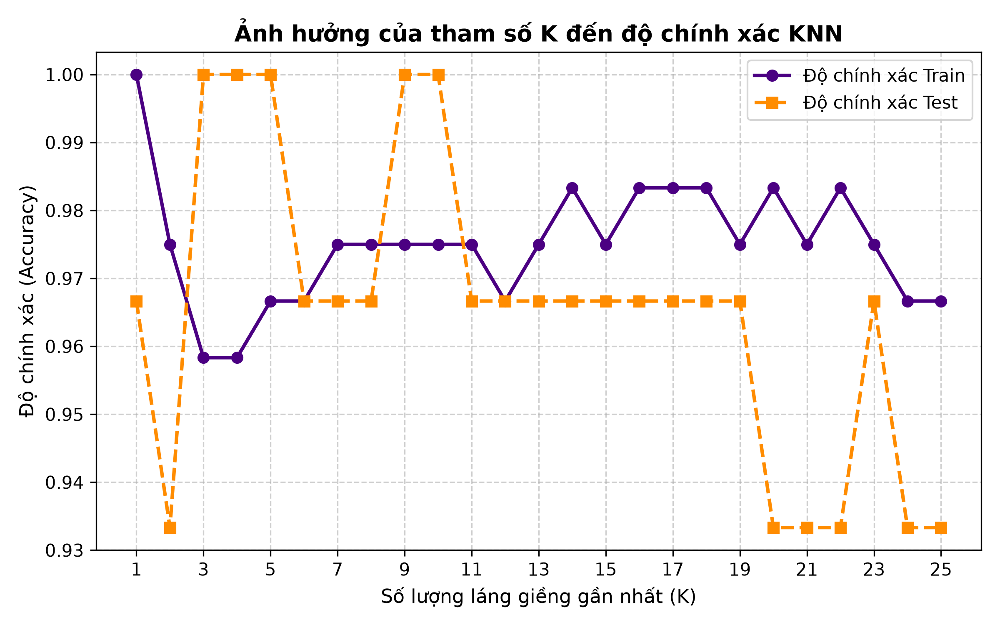 Ảnh hưởng của tham số K đến độ chính xác KNN
Độ chính xác Train
Độ chính xác Test
Độ chính xác (Accuracy)
1.00
0.99
0.98
0.97
0.96
0.95
0.94
0.93
1 3 5 7 9 11 13 15 17 19 21 23 25
Số lượng láng giềng gần nhất (K)